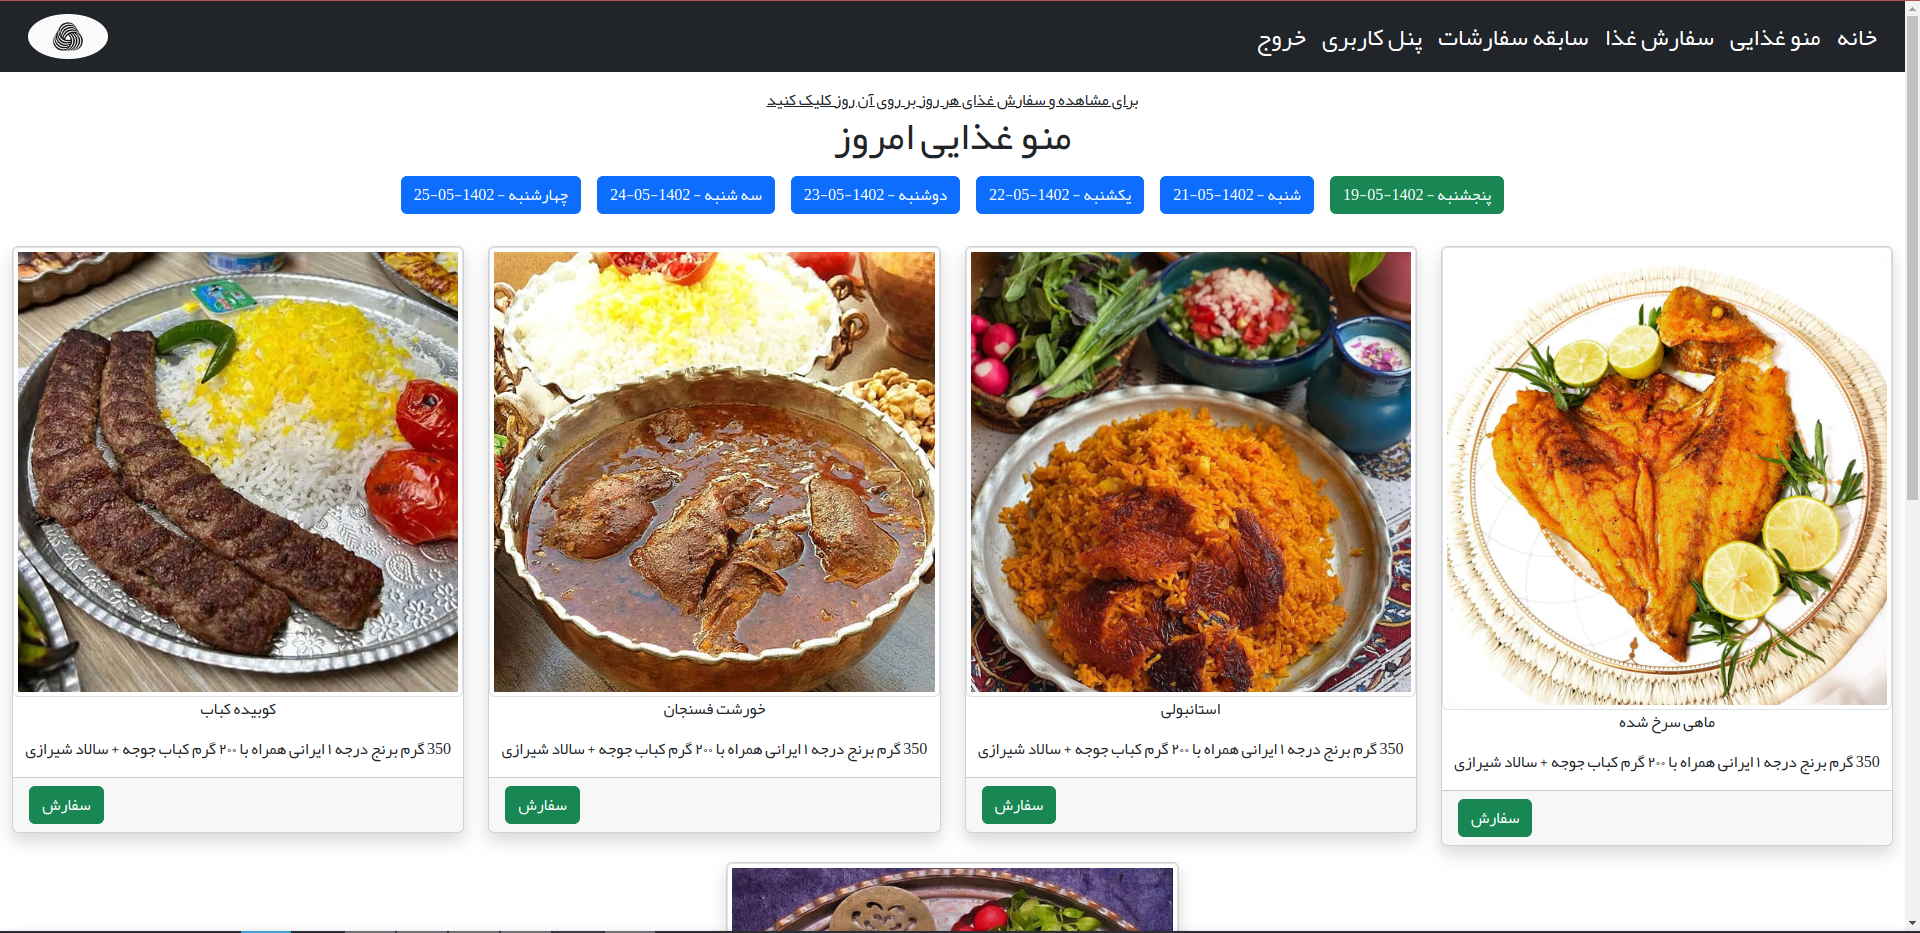 خانه
منو غذایی
سفارش غذا
سابقه سفارشات
پنل کاربری
خروج
برای مشاهده و سفارش غذای هر روز بر روی آن روز کلیک کنید
منو غذایی امروز
پنجشنبه - 1402-05-19
شنبه - 1402-05-21
یکشنبه - 1402-05-22
دوشنبه - 1402-05-23
سه شنبه - 1402-05-24
چهارشنبه - 1402-05-25
ماهی سرخ شده
350 گرم برنج درجه ۱ ایرانی همراه با ۲۰۰ گرم کباب جوجه + سالاد شیرازی
سفارش
استانبولی
350 گرم برنج درجه ۱ ایرانی همراه با ۲۰۰ گرم کباب جوجه + سالاد شیرازی
سفارش
خورشت فسنجان
350 گرم برنج درجه ۱ ایرانی همراه با ۲۰۰ گرم کباب جوجه + سالاد شیرازی
سفارش
کوبیده کباب
350 گرم برنج درجه ۱ ایرانی همراه با ۲۰۰ گرم کباب جوجه + سالاد شیرازی
سفارش